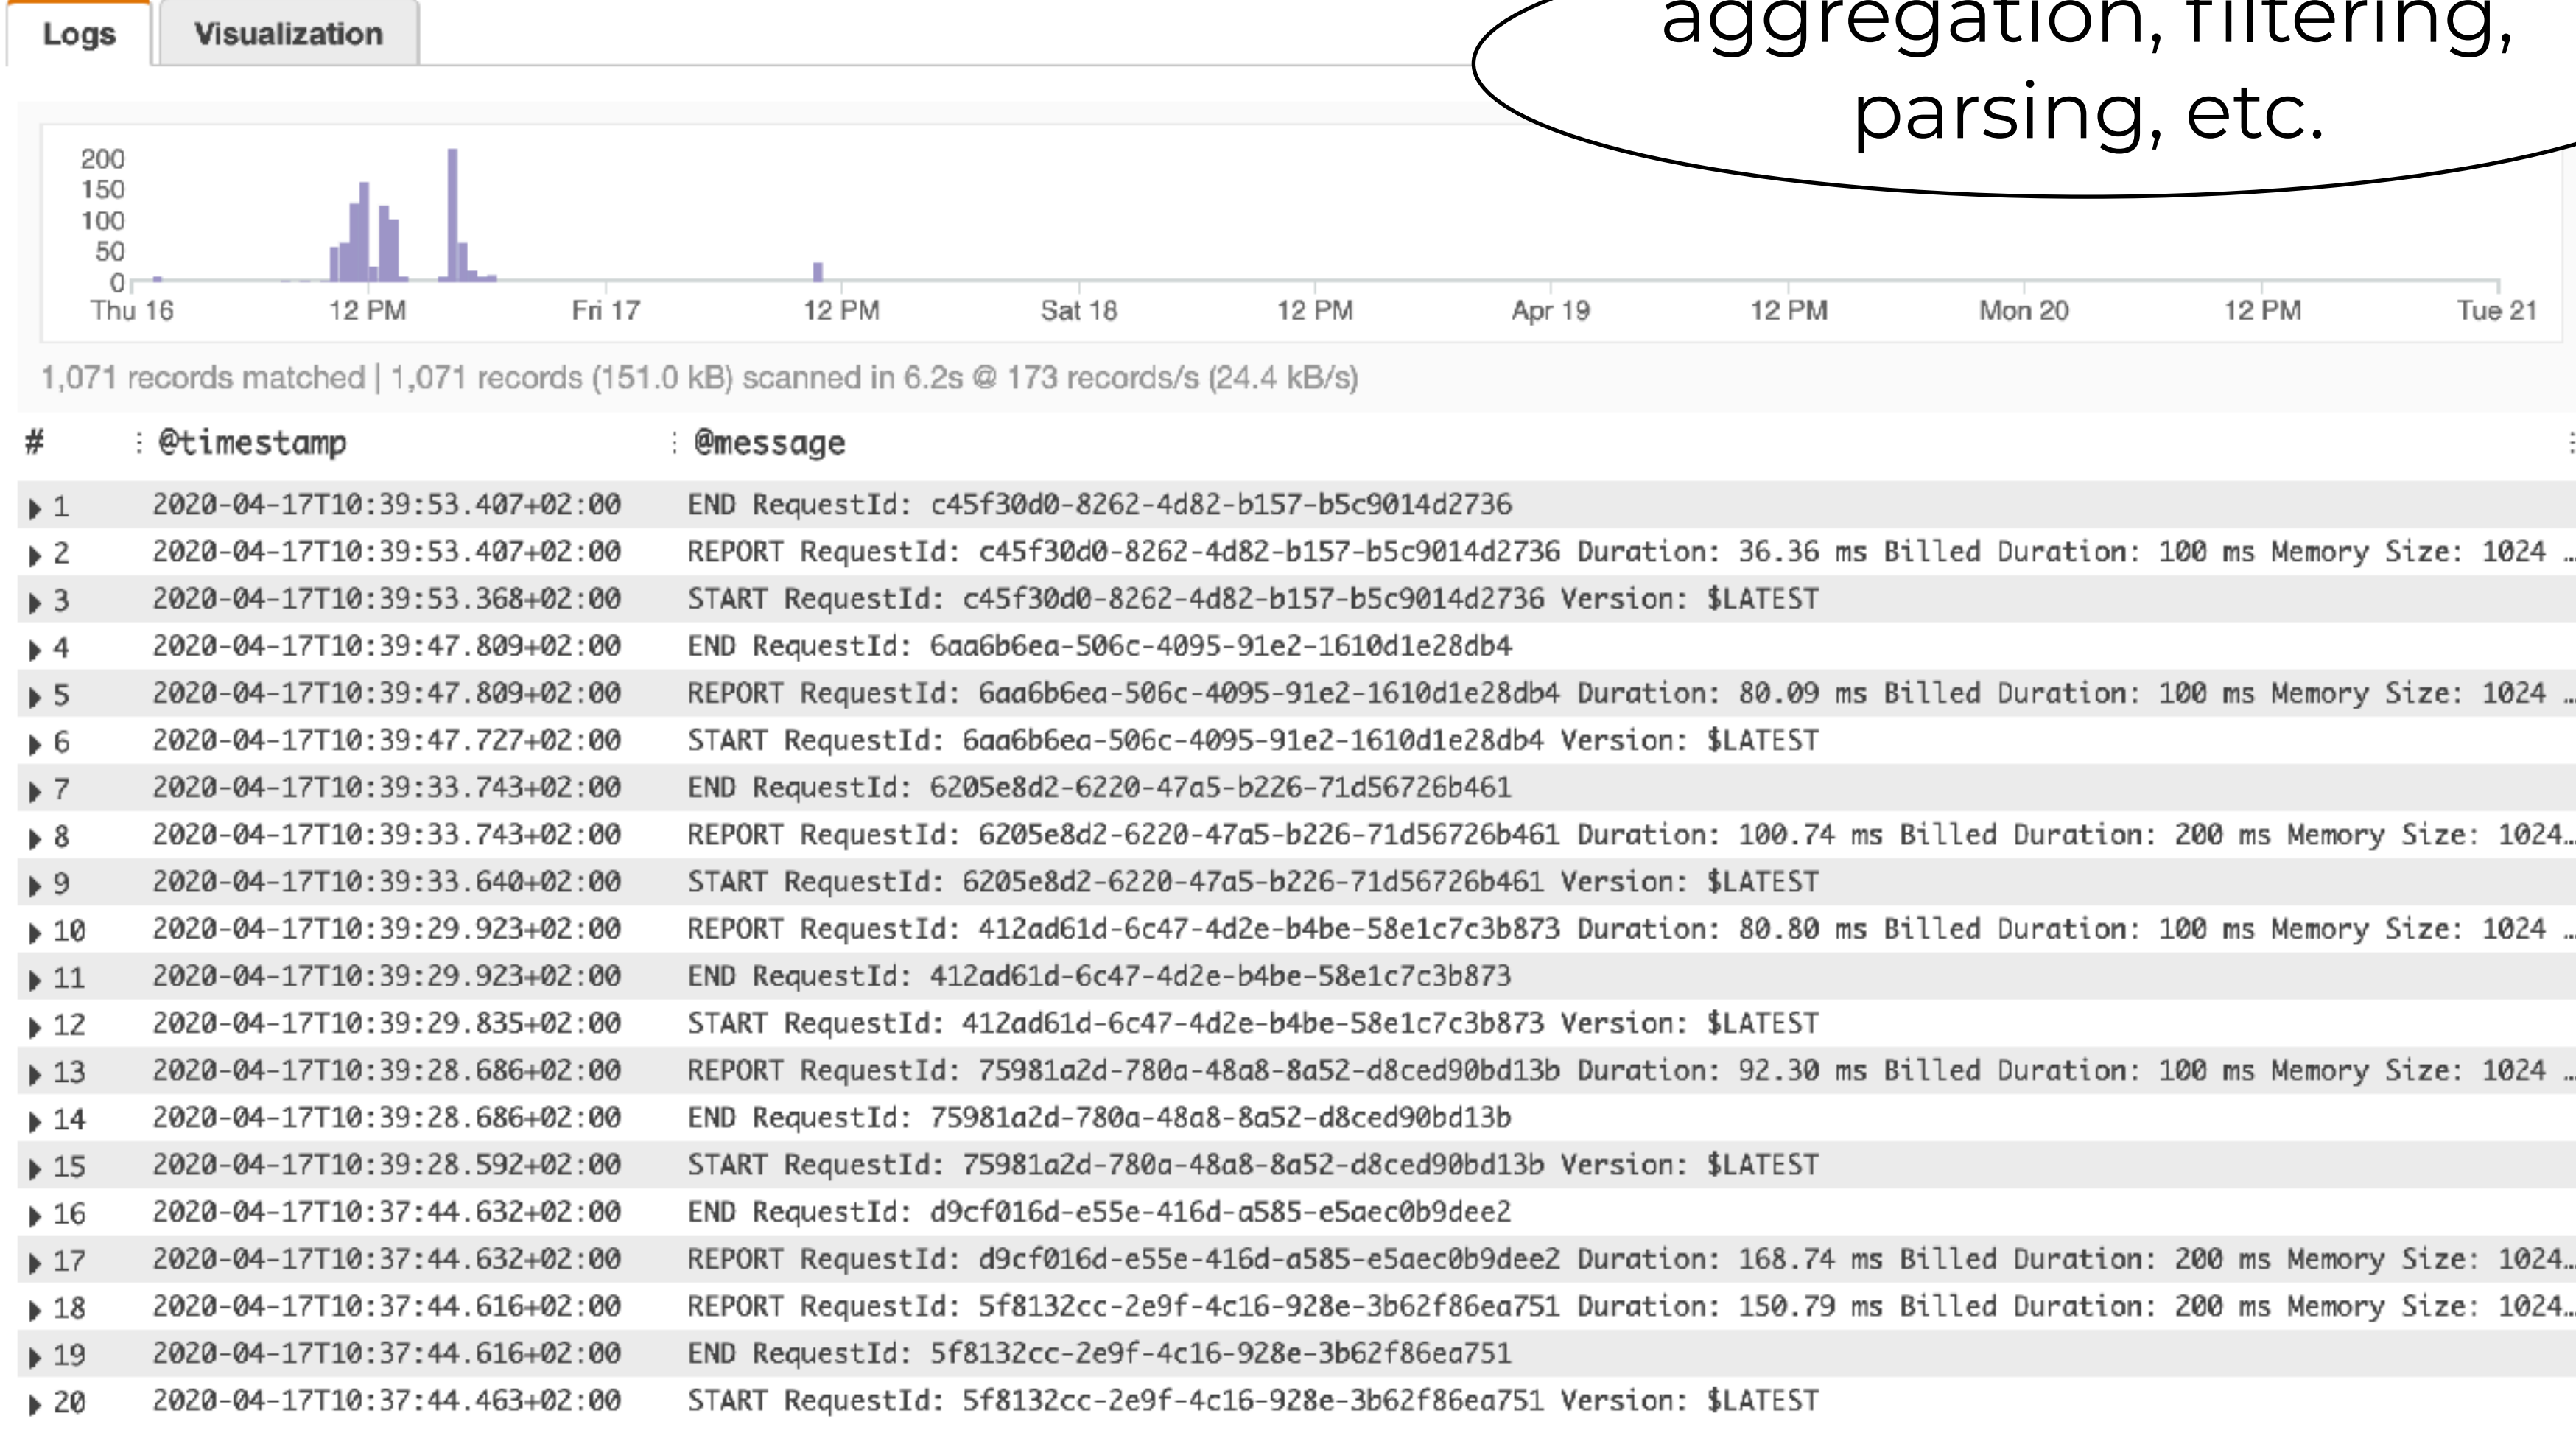 Logs Visualization
aggregation, filtering,
parsing, etc.
200
150
100
50
0
Thu 16 12 PM Fri 17 12 PM Sat 18 12 PM Apr 19 12 PM Mon 20 12 PM Tue 21
1,071 records matched | 1,071 records (151.0 kB) scanned in 6.2s @ 173 records/s (24.4 kB/s)
# : @timestamp : @message :
1 2020-04-17T10:39:53.407+02:00 END RequestId: c45f30d0-8262-4d82-b157-b5c9014d2736
2 2020-04-17T10:39:53.407+02:00 REPORT RequestId: c45f30d0-8262-4d82-b157-b5c9014d2736 Duration: 36.36 ms Billed Duration: 100 ms Memory Size: 1024 …
3 2020-04-17T10:39:53.368+02:00 START RequestId: c45f30d0-8262-4d82-b157-b5c9014d2736 Version: $LATEST
4 2020-04-17T10:39:47.809+02:00 END RequestId: 6aa6b6ea-506c-4095-91e2-1610d1e28db4
5 2020-04-17T10:39:47.809+02:00 REPORT RequestId: 6aa6b6ea-506c-4095-91e2-1610d1e28db4 Duration: 80.09 ms Billed Duration: 100 ms Memory Size: 1024 …
6 2020-04-17T10:39:47.727+02:00 START RequestId: 6aa6b6ea-506c-4095-91e2-1610d1e28db4 Version: $LATEST
7 2020-04-17T10:39:33.743+02:00 END RequestId: 6205e8d2-6220-47a5-b226-71d56726b461
8 2020-04-17T10:39:33.743+02:00 REPORT RequestId: 6205e8d2-6220-47a5-b226-71d56726b461 Duration: 100.74 ms Billed Duration: 200 ms Memory Size: 1024…
9 2020-04-17T10:39:33.640+02:00 START RequestId: 6205e8d2-6220-47a5-b226-71d56726b461 Version: $LATEST
10 2020-04-17T10:39:29.923+02:00 REPORT RequestId: 412ad61d-6c47-4d2e-b4be-58e1c7c3b873 Duration: 80.80 ms Billed Duration: 100 ms Memory Size: 1024 …
11 2020-04-17T10:39:29.923+02:00 END RequestId: 412ad61d-6c47-4d2e-b4be-58e1c7c3b873
12 2020-04-17T10:39:29.835+02:00 START RequestId: 412ad61d-6c47-4d2e-b4be-58e1c7c3b873 Version: $LATEST
13 2020-04-17T10:39:28.686+02:00 REPORT RequestId: 75981a2d-780a-48a8-8a52-d8ced90bd13b Duration: 92.30 ms Billed Duration: 100 ms Memory Size: 1024 …
14 2020-04-17T10:39:28.686+02:00 END RequestId: 75981a2d-780a-48a8-8a52-d8ced90bd13b
15 2020-04-17T10:39:28.592+02:00 START RequestId: 75981a2d-780a-48a8-8a52-d8ced90bd13b Version: $LATEST
16 2020-04-17T10:37:44.632+02:00 END RequestId: d9cf016d-e55e-416d-a585-e5aec0b9dee2
17 2020-04-17T10:37:44.632+02:00 REPORT RequestId: d9cf016d-e55e-416d-a585-e5aec0b9dee2 Duration: 168.74 ms Billed Duration: 200 ms Memory Size: 1024…
18 2020-04-17T10:37:44.616+02:00 REPORT RequestId: 5f8132cc-2e9f-4c16-928e-3b62f86ea751 Duration: 150.79 ms Billed Duration: 200 ms Memory Size: 1024…
19 2020-04-17T10:37:44.616+02:00 END RequestId: 5f8132cc-2e9f-4c16-928e-3b62f86ea751
20 2020-04-17T10:37:44.463+02:00 START RequestId: 5f8132cc-2e9f-4c16-928e-3b62f86ea751 Version: $LATEST